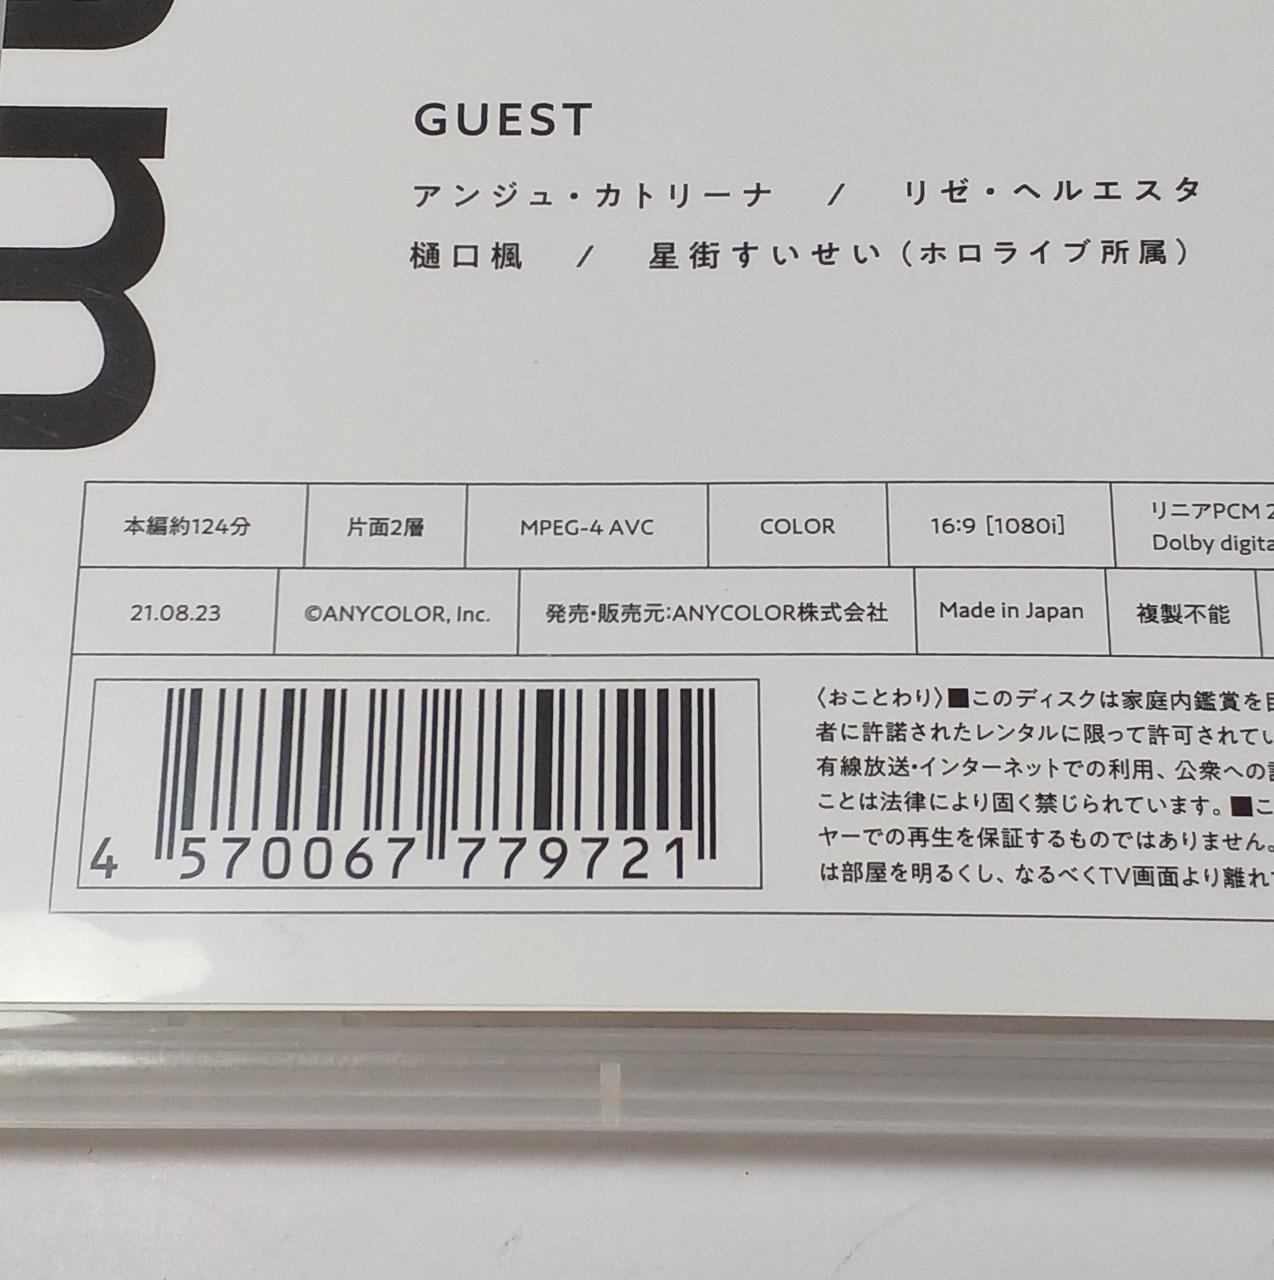 GUEST
アンジュ・カトリーナ / リゼ・ヘルエスタ
樋口楓 / 星街すいせい(ホロライブ所属)
本編約124分 片面2層 MPEG-4 AVC COLOR 16:9 [1080i] リニアPCM 2
Dolby digita
21.08.23 ©ANYCOLOR, Inc. 発売・販売元:ANYCOLOR株式会社 Made in Japan 複製不能
4 570067 779721
〈おことわり〉■このディスクは家庭内鑑賞を目
者に許諾されたレンタルに限って許可されてい
有線放送・インターネットでの利用、公衆への
ことは法律により固く禁じられています。■こ
ヤーでの再生を保証するものではありません。
は部屋を明るくし、なるべくTV画面より離れて